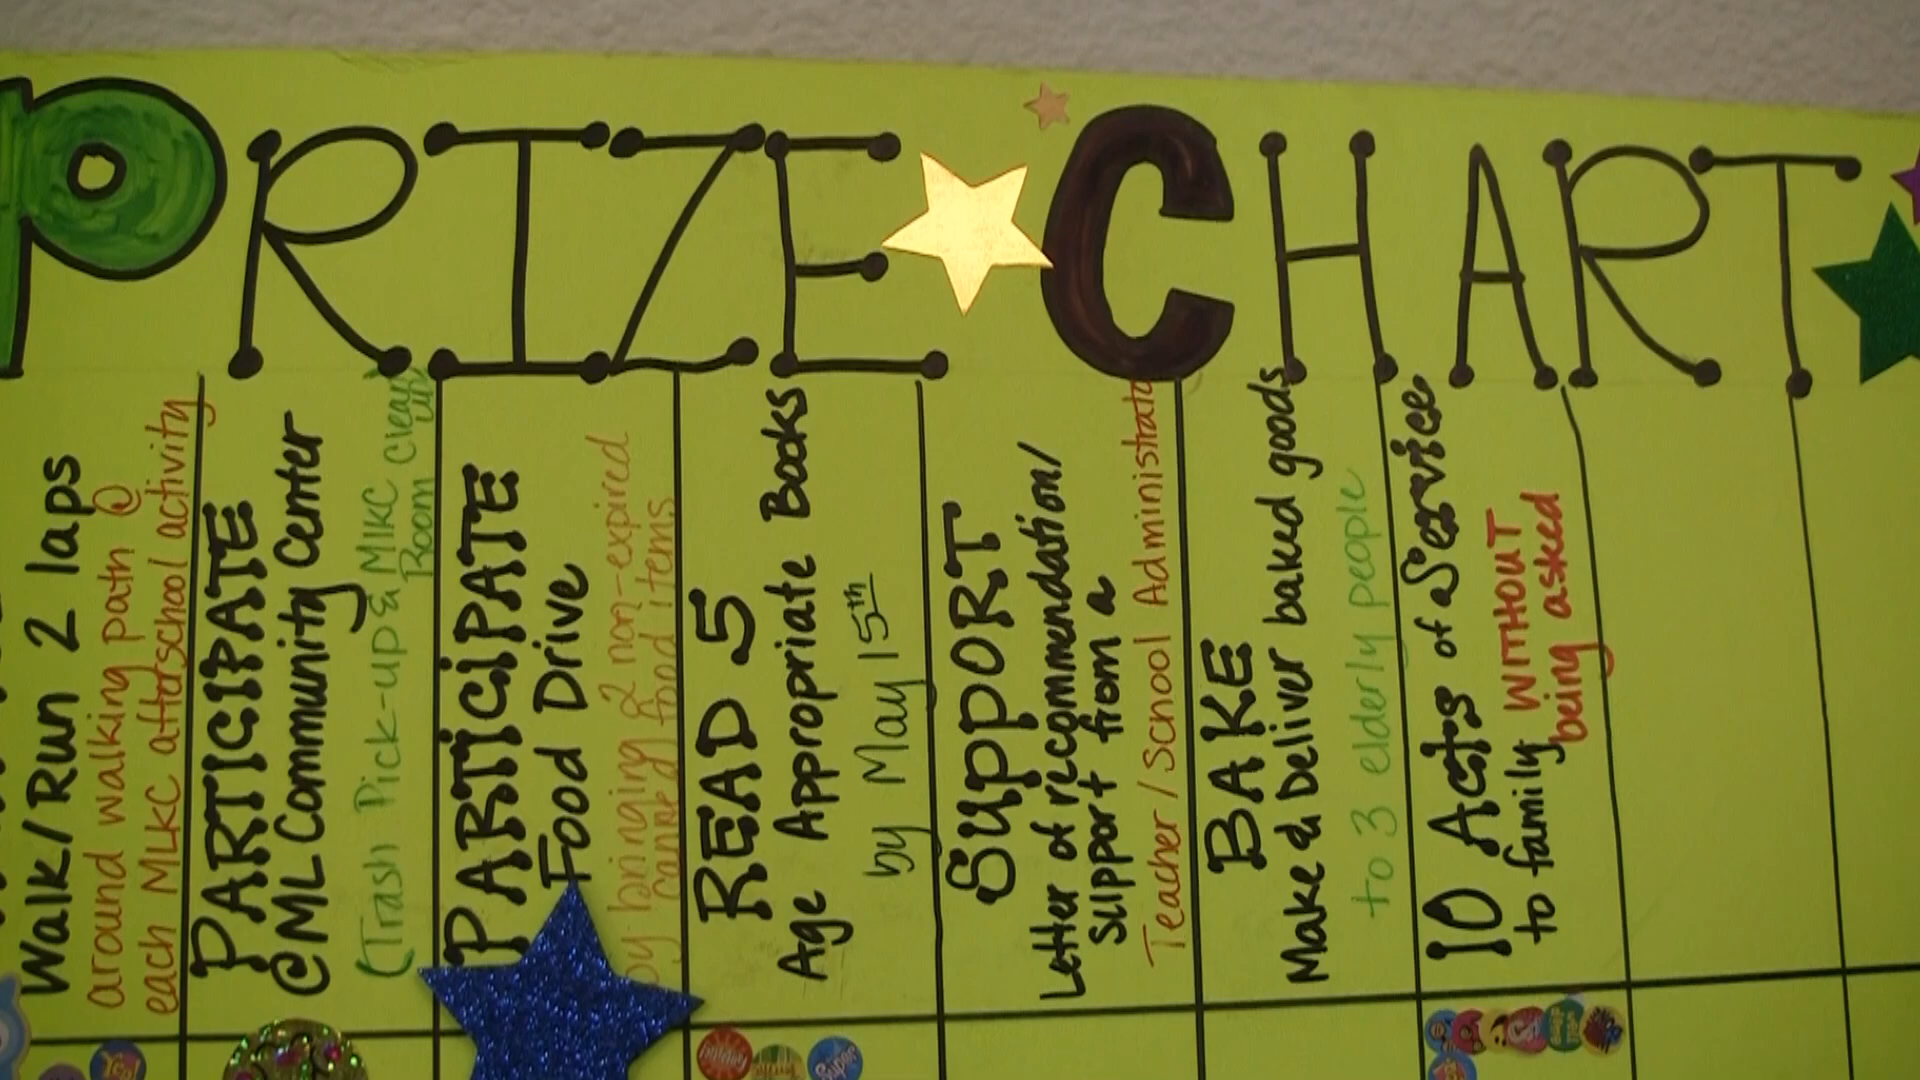 PRIZE CHART
Walk/Run 2 laps
around walking path @
each MLKC afterschool activity
PARTICIPATE
@ML Community Center
(Trash Pick-up & MLKC Clean
Room up
PARTICIPATE
Food Drive
by bringing 2 non-expired
canned food items
READ 5
Age Appropriate Books
by May 15th
SuppORT
Letter of recommendation/
support from a
Teacher/School Administrato
BAKE
Make & Deliver baked goods
to 3 elderly people
10 Acts of Service
to family WITHOUT
being asked